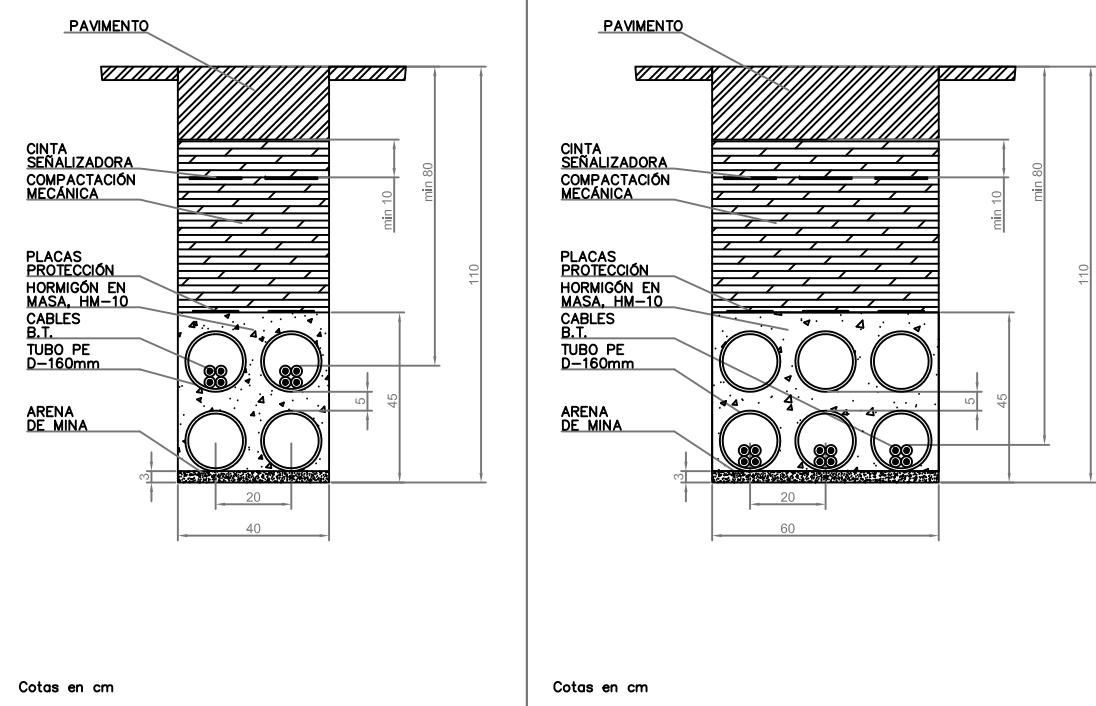 PAVIMENTO
CINTA
SEÑALIZADORA
COMPACTACIÓN
MECÁNICA
PLACAS
PROTECCIÓN
HORMIGÓN EN
MASA, HM-10
CABLES
B.T.
TUBO PE
D-160mm
ARENA
DE MINA
min 10
min 80
110
5
45
3
20
40
Cotas en cm
PAVIMENTO
CINTA
SEÑALIZADORA
COMPACTACIÓN
MECÁNICA
PLACAS
PROTECCIÓN
HORMIGÓN EN
MASA, HM-10
CABLES
B.T.
TUBO PE
D-160mm
ARENA
DE MINA
min 10
min 80
110
5
45
3
20
60
Cotas en cm